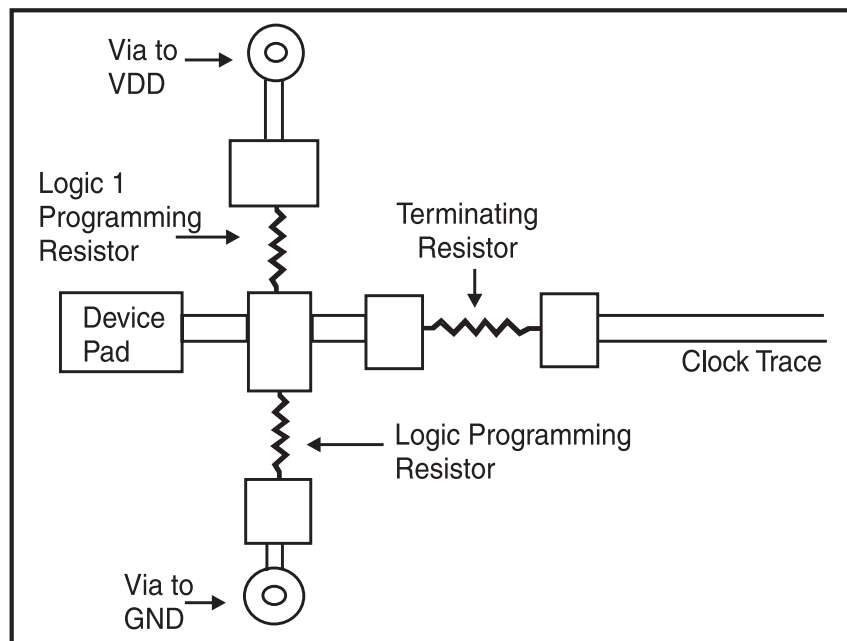 Via to
VDD
Logic 1
Programming
Resistor
Terminating
Resistor
Device
Pad
Clock Trace
Logic Programming
Resistor
Via to
GND